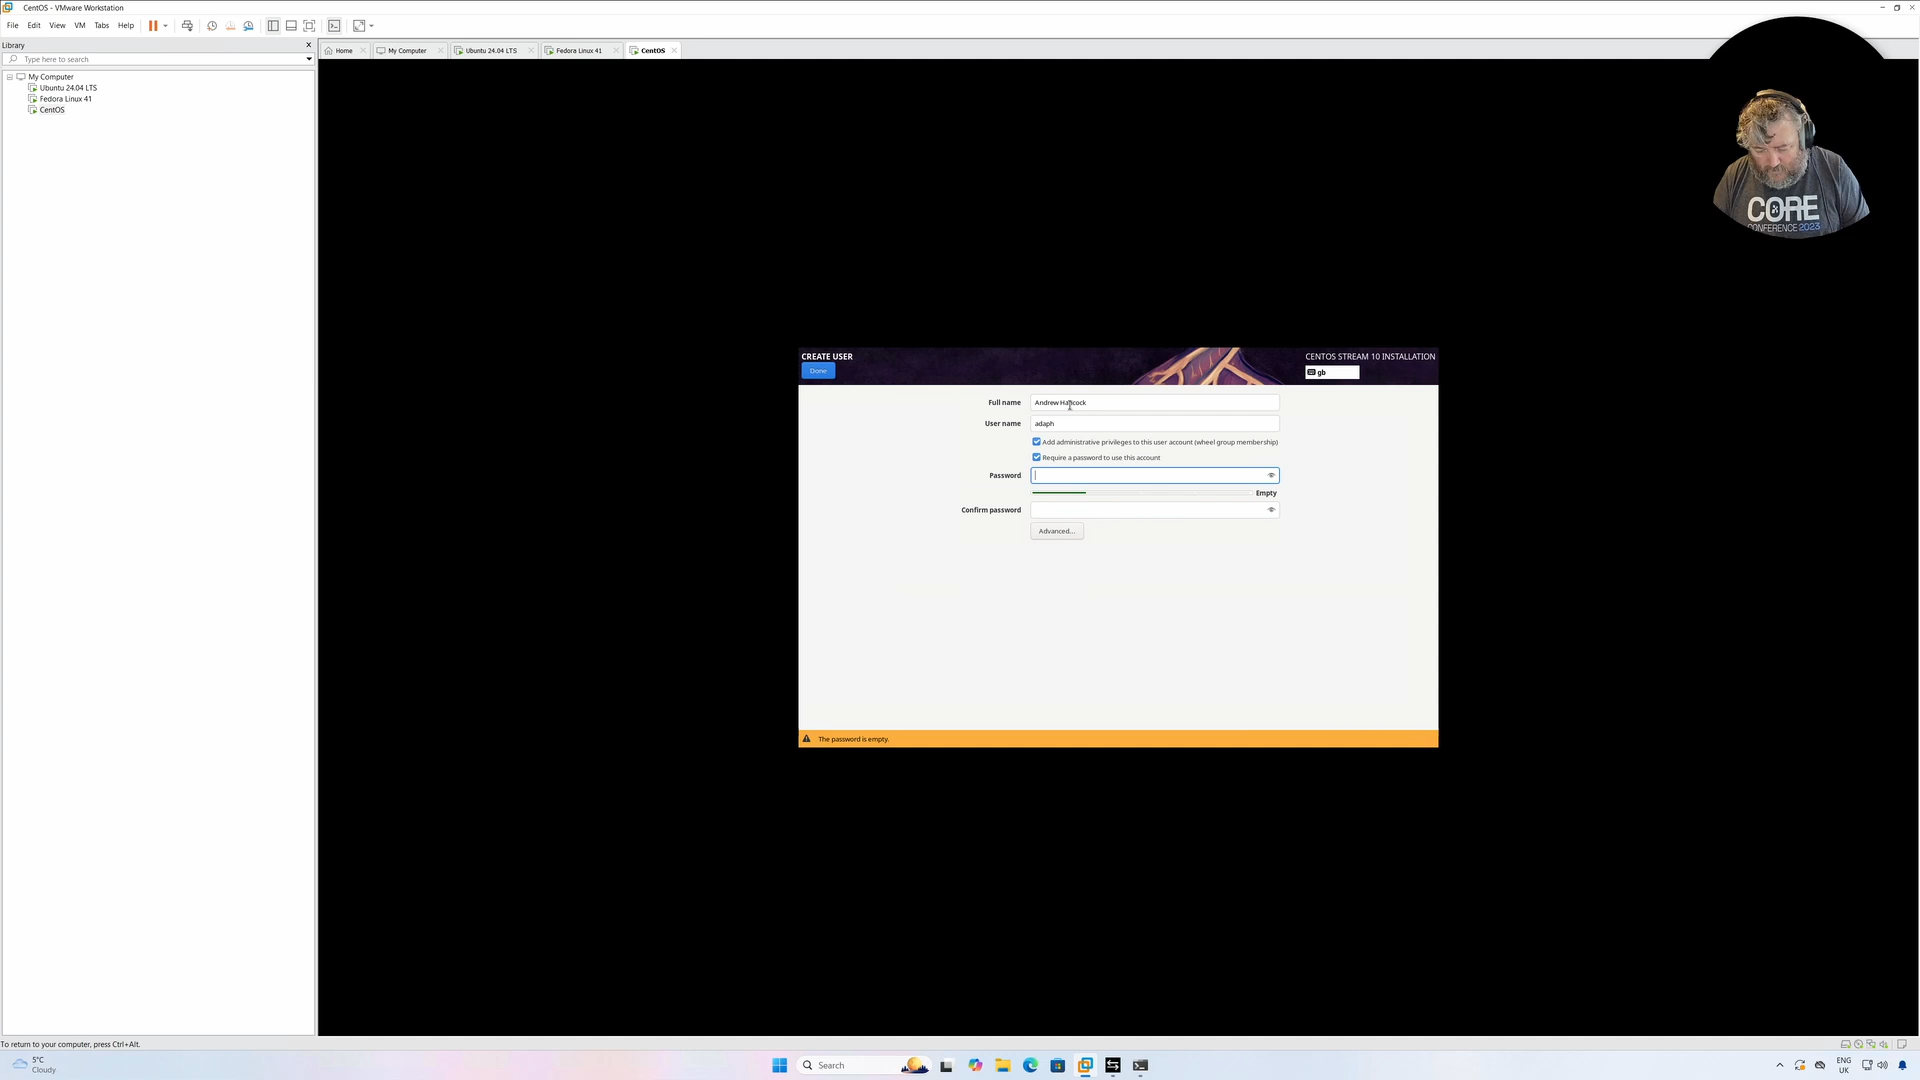 CentOS - VMware Workstation
File Edit View VM Tabs Help
Library
Type here to search
My Computer
Ubuntu 24.04 LTS
Fedora Linux 41
CentOS
Home My Computer Ubuntu 24.04 LTS Fedora Linux 41 CentOS
CORE
CONFERENCE 2023
CREATE USER
Done
CENTOS STREAM 10 INSTALLATION
gb
Full name Andrew Hancock
User name adaph
Add administrative privileges to this user account (wheel group membership)
Require a password to use this account
Password
Empty
Confirm password
Advanced...
The password is empty.
To return to your computer, press Ctrl+Alt.
5°C
Cloudy
Search
ENG
UK